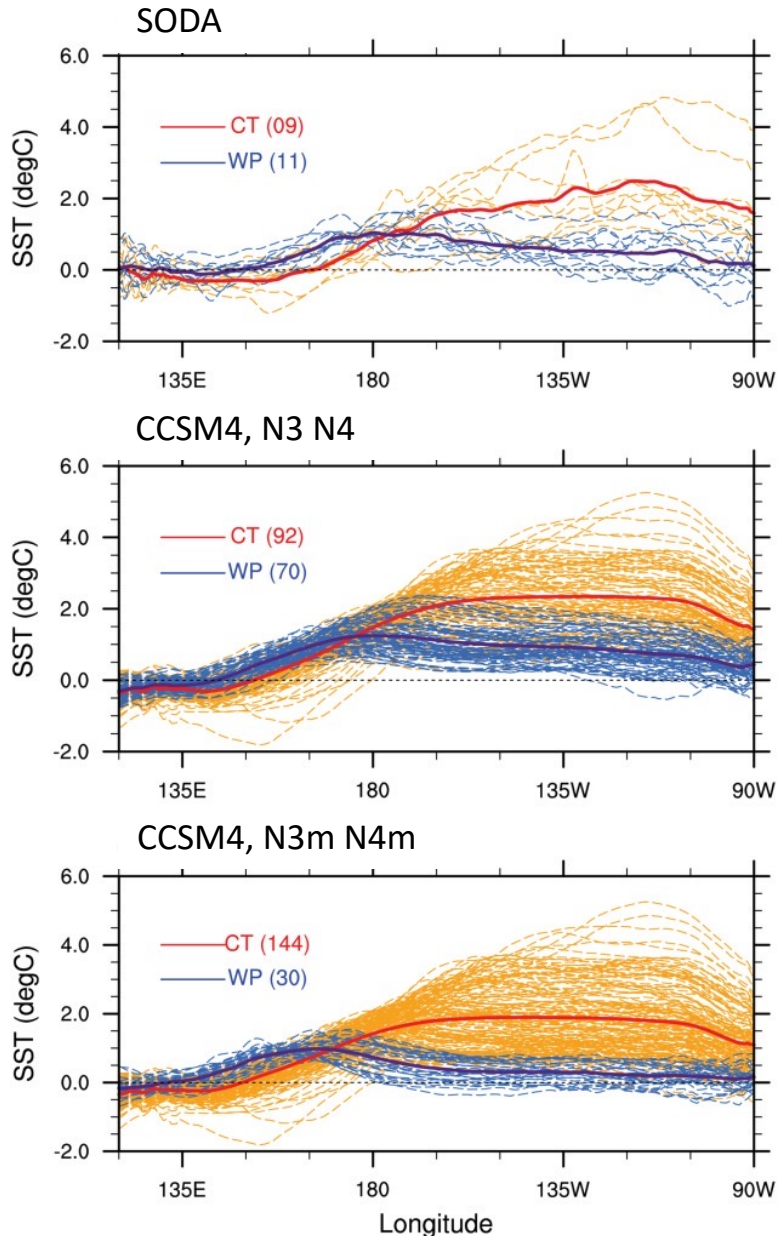 SODA
6.0
4.0
2.0
0.0
-2.0
SST (degC)
CT (09)
WP (11)
135E 180 135W 90W
CCSM4, N3 N4
6.0
4.0
2.0
0.0
-2.0
SST (degC)
CT (92)
WP (70)
135E 180 135W 90W
CCSM4, N3m N4m
6.0
4.0
2.0
0.0
-2.0
SST (degC)
CT (144)
WP (30)
135E 180 135W 90W
Longitude